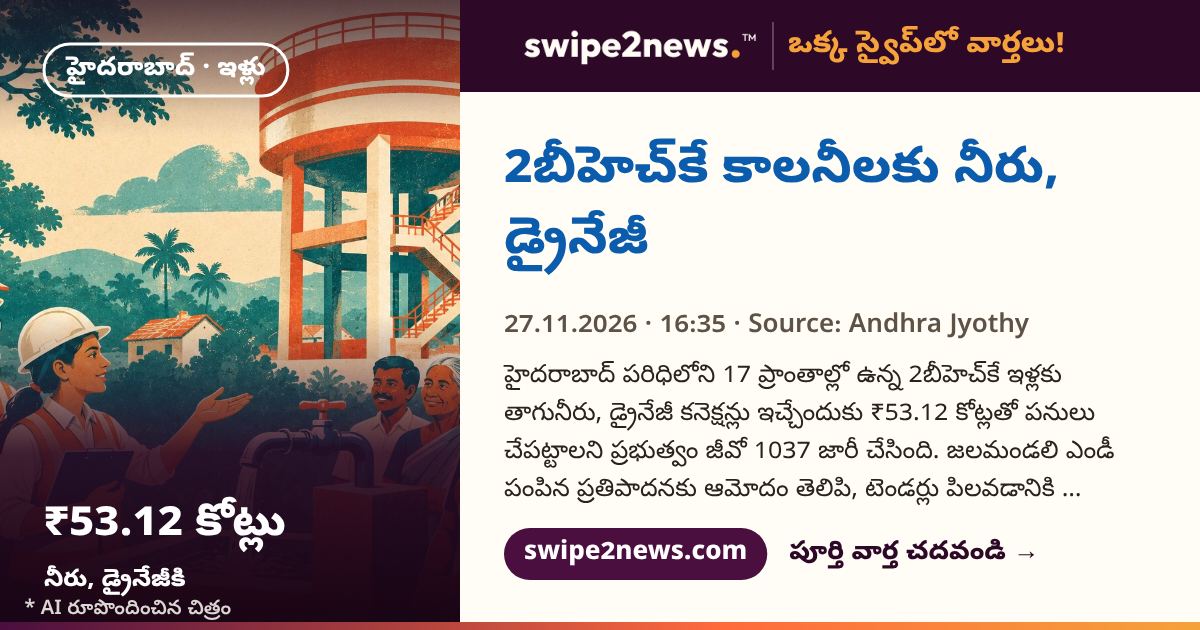 హైదరాబాద్ · ఇళ్లు
₹53.12 కోట్లు
నీరు, డ్రైనేజీకి
* AI రూపొందించిన చిత్రం
swipe2news.™
ఒక్క స్వైప్‌లో వార్తలు!
2బీహెచ్‌కే కాలనీలకు నీరు,
డ్రైనేజీ
27.11.2026 · 16:35 · Source: Andhra Jyothy
హైదరాబాద్ పరిధిలోని 17 ప్రాంతాల్లో ఉన్న 2బీహెచ్‌కే ఇళ్లకు
తాగునీరు, డ్రైనేజీ కనెక్షన్లు ఇచ్చేందుకు ₹53.12 కోట్లతో పనులు
చేపట్టాలని ప్రభుత్వం జీవో 1037 జారీ చేసింది. జలమండలి ఎండీ
పంపిన ప్రతిపాదనకు ఆమోదం తెలిపి, టెండర్లు పిలవడానికి ...
swipe2news.com
పూర్తి వార్త చదవండి →